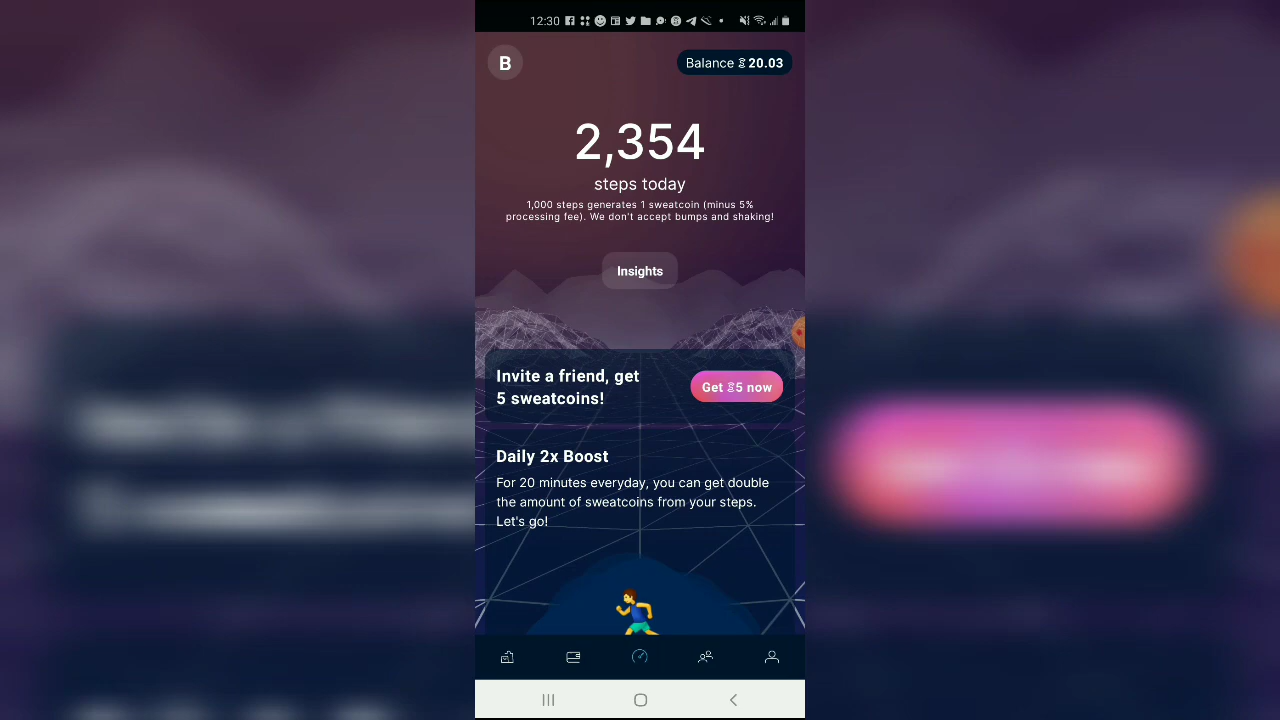 12:30
B
Balance 20.03
2,354
steps today
1,000 steps generates 1 sweatcoin (minus 5%
processing fee). We don't accept bumps and shaking!
Insights
Invite a friend, get
5 sweatcoins!
Get 5 now
Daily 2x Boost
For 20 minutes everyday, you can get double
the amount of sweatcoins from your steps.
Let's go!